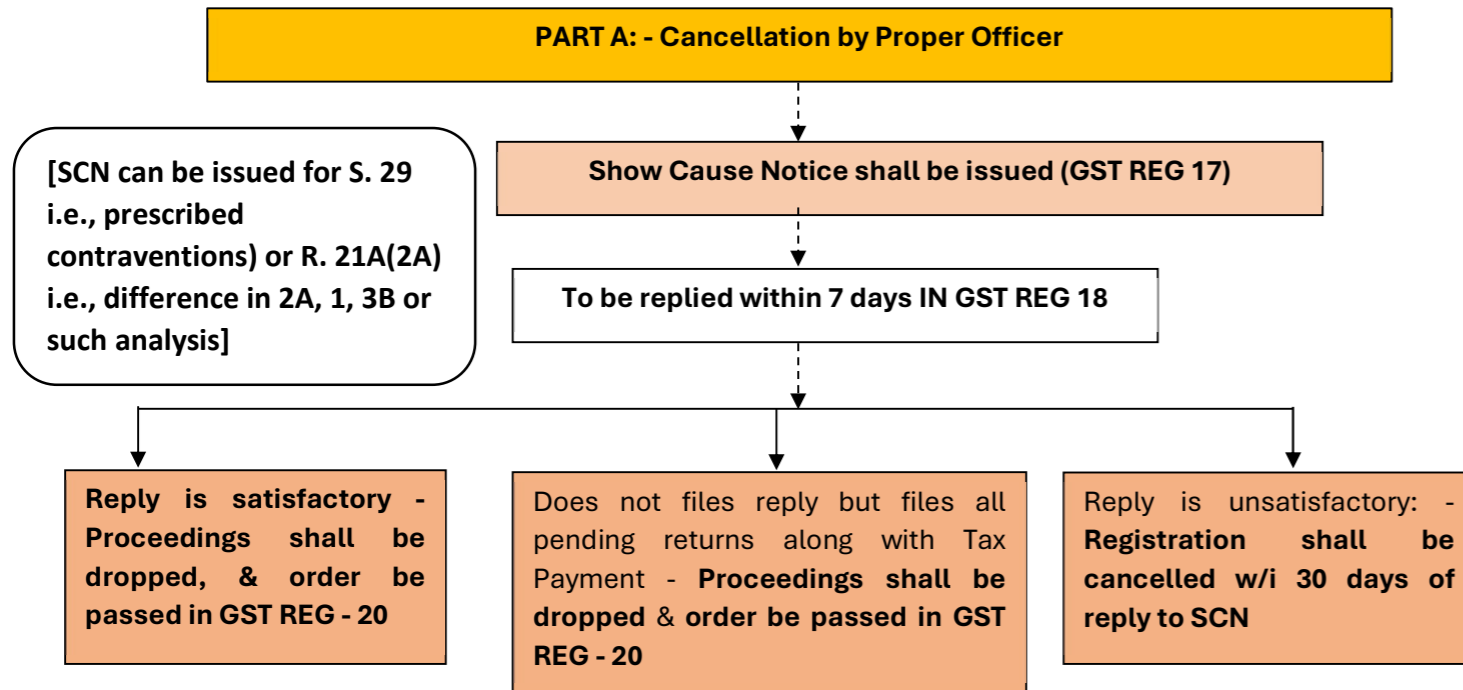 PART A: - Cancellation by Proper Officer
[SCN can be issued for S. 29
i.e., prescribed
contraventions) or R. 21A(2A)
i.e., difference in 2A, 1, 3B or
such analysis]
Show Cause Notice shall be issued (GST REG 17)
To be replied within 7 days IN GST REG 18
Reply is satisfactory -
Proceedings shall be
dropped, & order be
passed in GST REG - 20
Does not files reply but files all
pending returns along with Tax
Payment - Proceedings shall be
dropped & order be passed in GST
REG - 20
Reply is unsatisfactory: -
Registration shall be
cancelled w/i 30 days of
reply to SCN